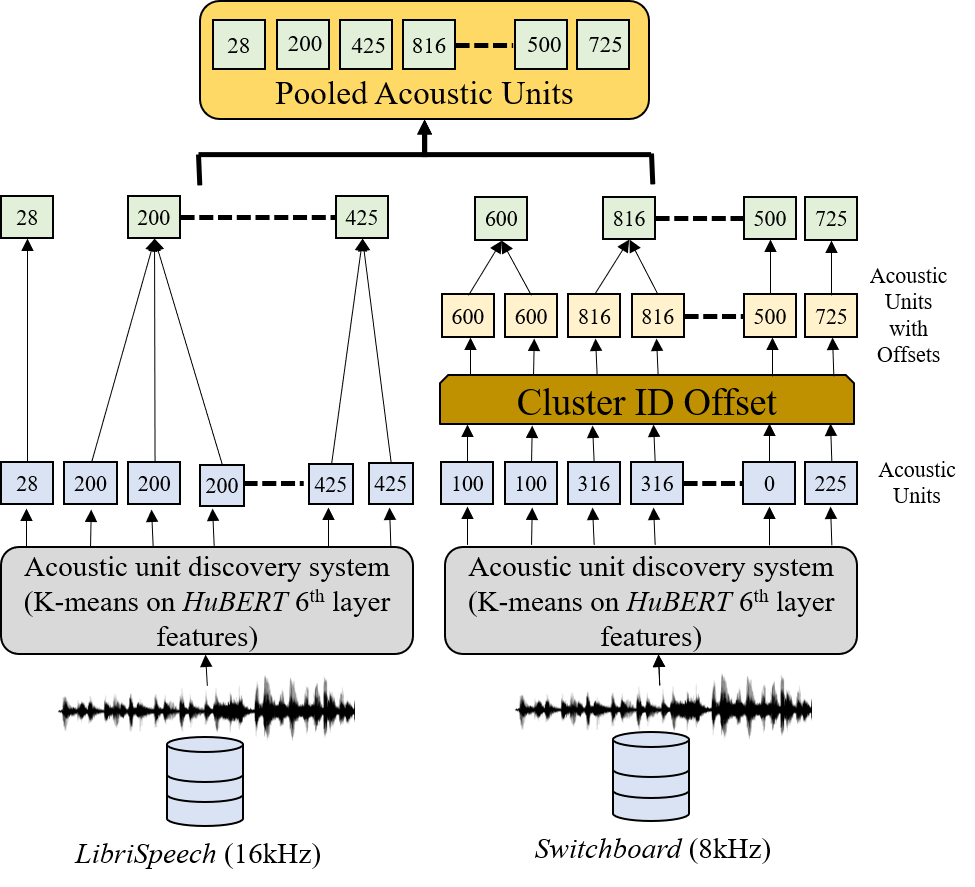 28 200 425 816 500 725
Pooled Acoustic Units
28 200 425 600 816 500 725
600 600 816 816 500 725
Acoustic
Units
with
Offsets
Cluster ID Offset
28 200 200 200 425 425 100 100 316 316 0 225
Acoustic
Units
Acoustic unit discovery system
(K-means on HuBERT 6th layer
features)
Acoustic unit discovery system
(K-means on HuBERT 6th layer
features)
LibriSpeech (16kHz)
Switchboard (8kHz)